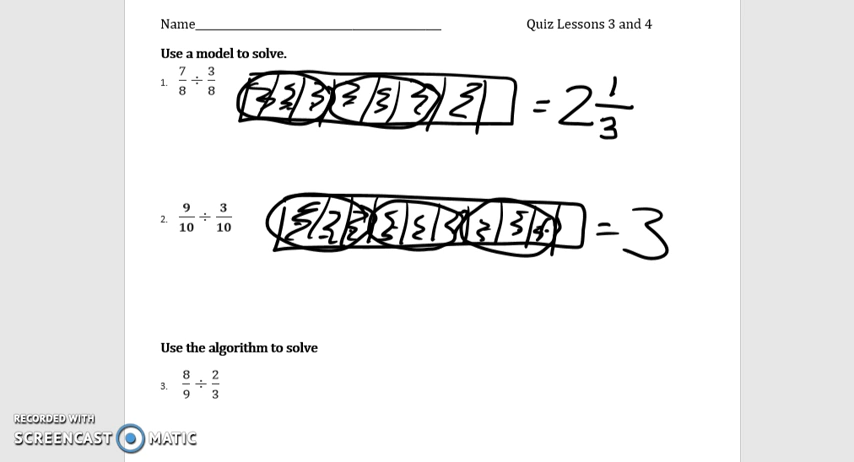 Name_______________________________ Quiz Lessons 3 and 4
Use a model to solve.
1. 7/8 ÷ 3/8 = 2 1/3
2. 9/10 ÷ 3/10 = 3
Use the algorithm to solve
3. 8/9 ÷ 2/3
RECORDED WITH
SCREENCAST MATIC